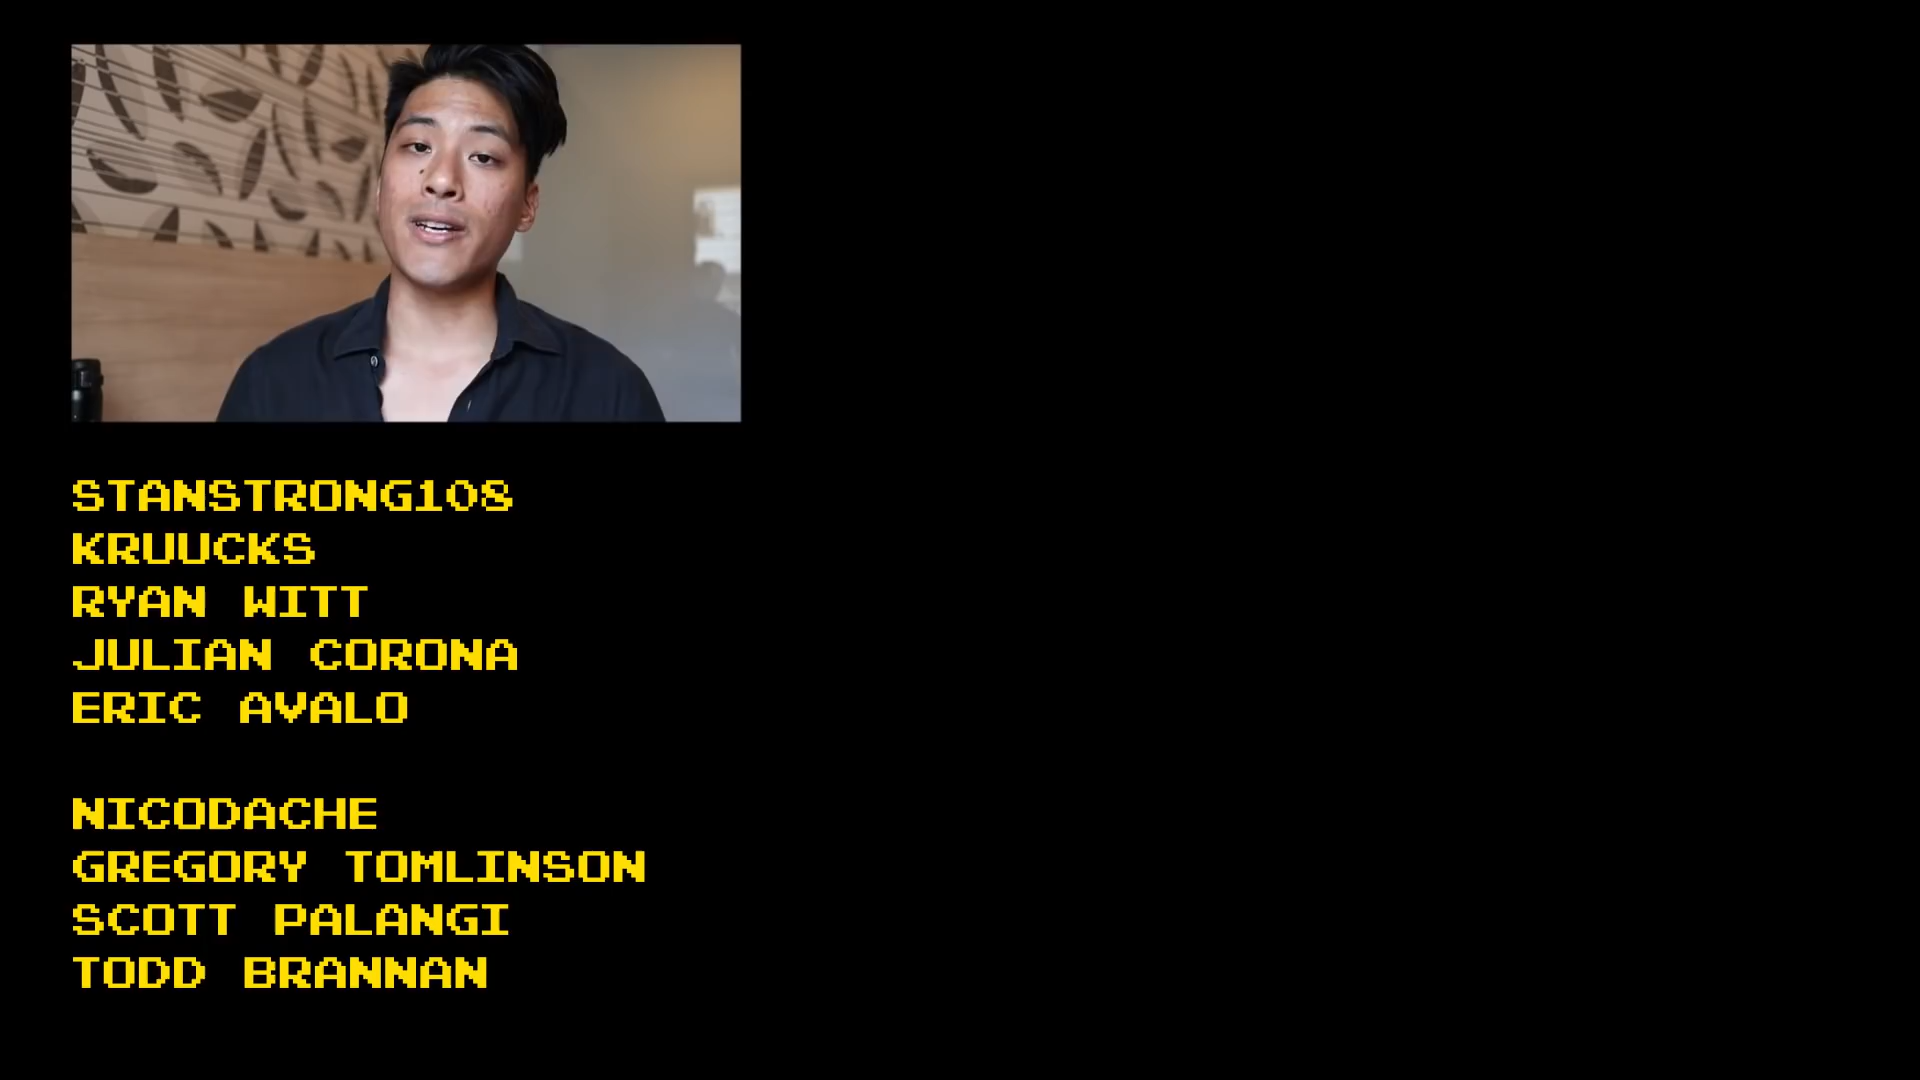 STANSTRONG108
KRUUCKS
RYAN WITT
JULIAN CORONA
ERIC AVALO
NICODACHE
GREGORY TOMLINSON
SCOTT PALANGI
TODD BRANNAN